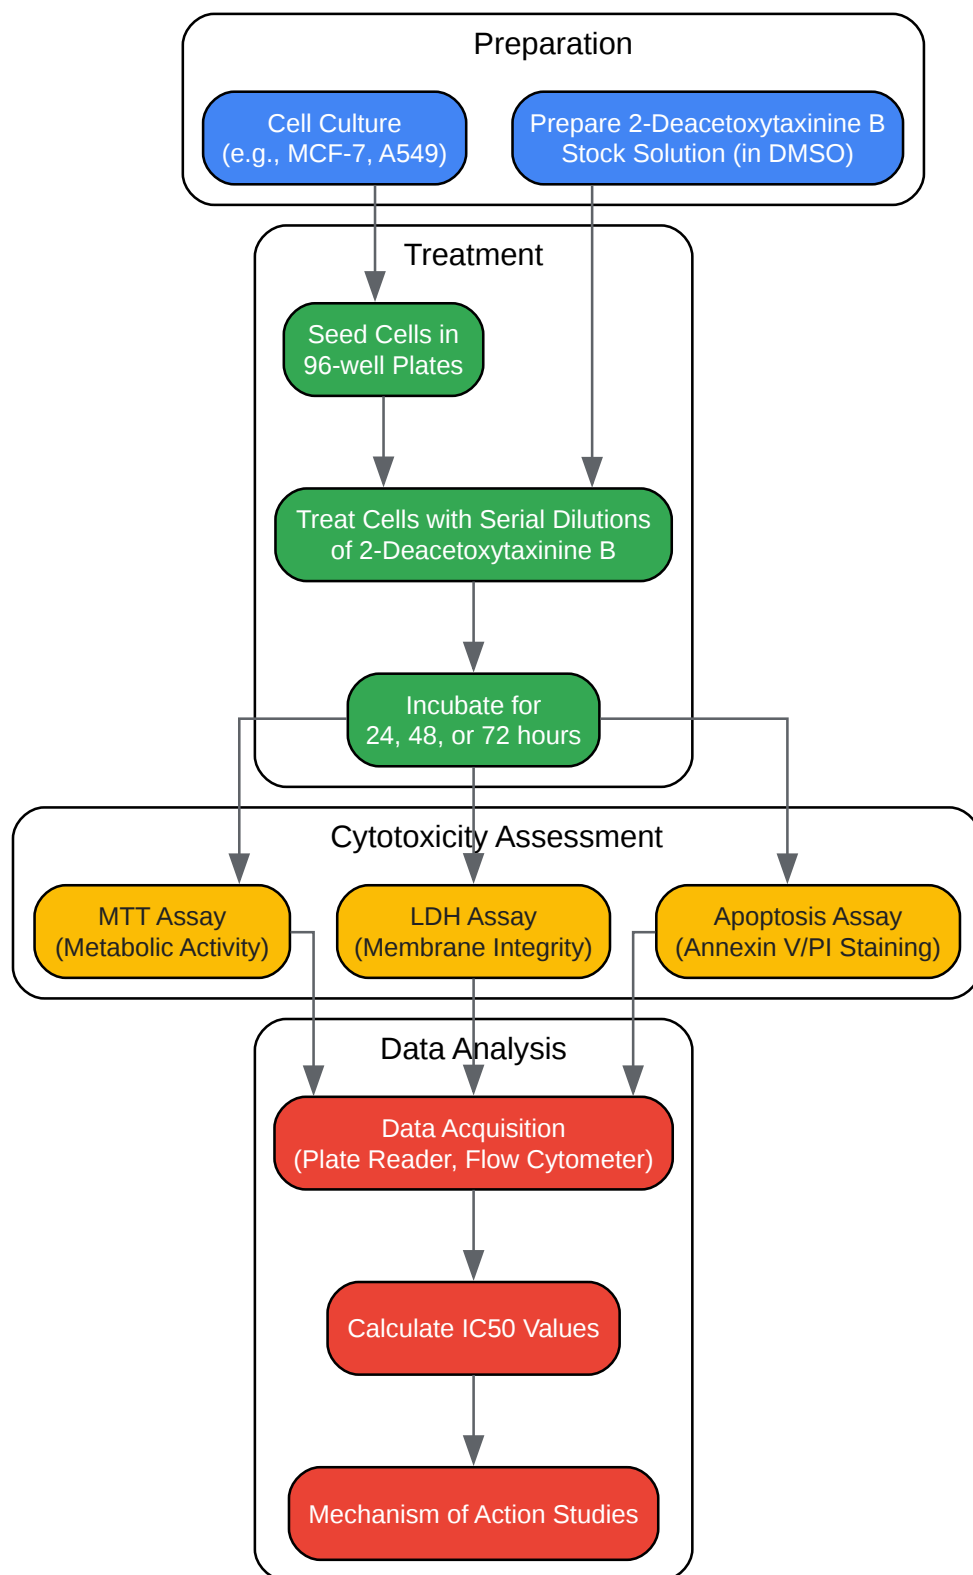 Preparation
Cell Culture
(e.g., MCF-7, A549)
Prepare 2-Deacetoxytaxinine B
Stock Solution (in DMSO)
Treatment
Seed Cells in
96-well Plates
Treat Cells with Serial Dilutions
of 2-Deacetoxytaxinine B
Incubate for
24, 48, or 72 hours
Cytotoxicity Assessment
MTT Assay
(Metabolic Activity)
LDH Assay
(Membrane Integrity)
Apoptosis Assay
(Annexin V/PI Staining)
Data Analysis
Data Acquisition
(Plate Reader, Flow Cytometer)
Calculate IC50 Values
Mechanism of Action Studies